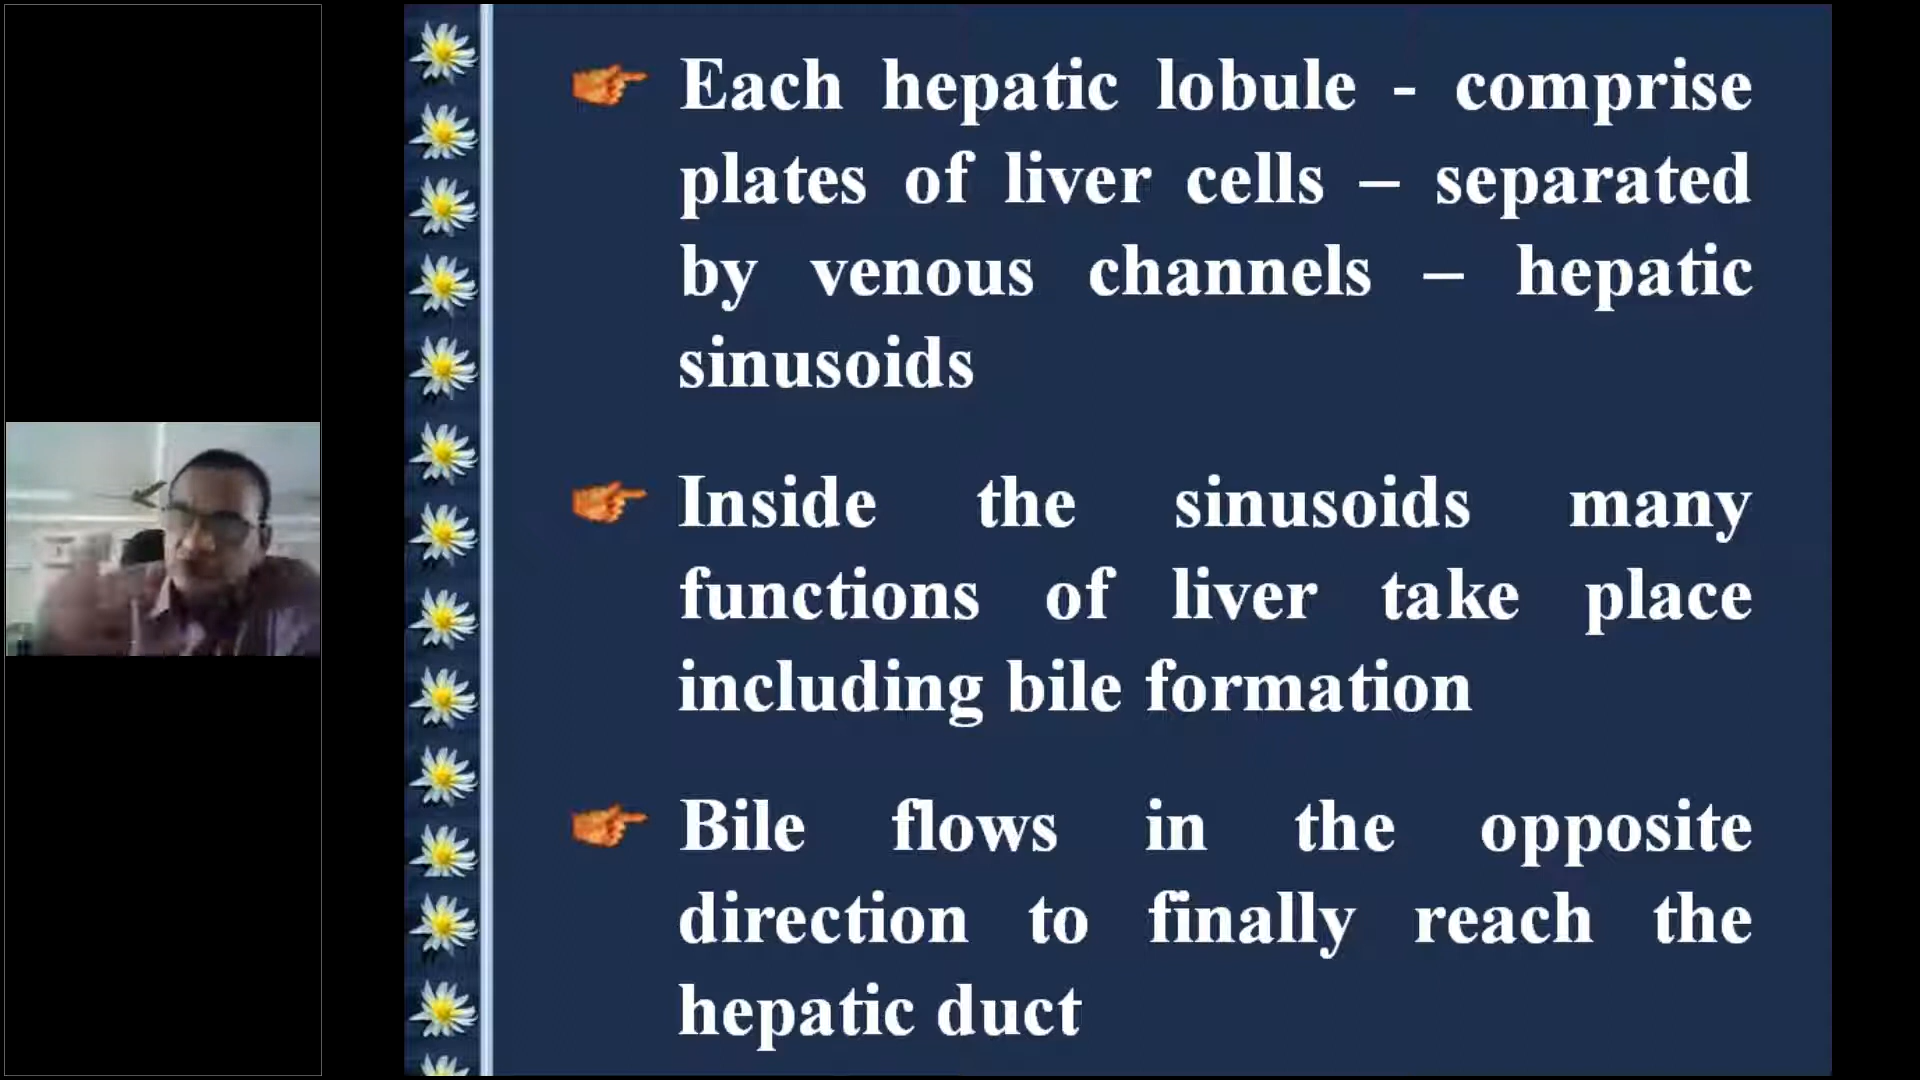 Each hepatic lobule - comprise
plates of liver cells – separated
by venous channels – hepatic
sinusoids
Inside the sinusoids many
functions of liver take place
including bile formation
Bile flows in the opposite
direction to finally reach the
hepatic duct